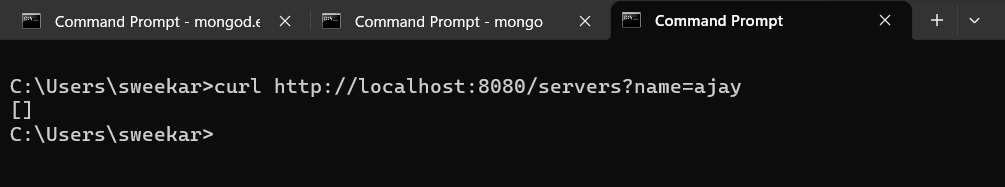 Command Prompt - mongod.e
Command Prompt - mongo
Command Prompt
C:\Users\sweekar>curl http://localhost:8080/servers?name=ajay
[]
C:\Users\sweekar>